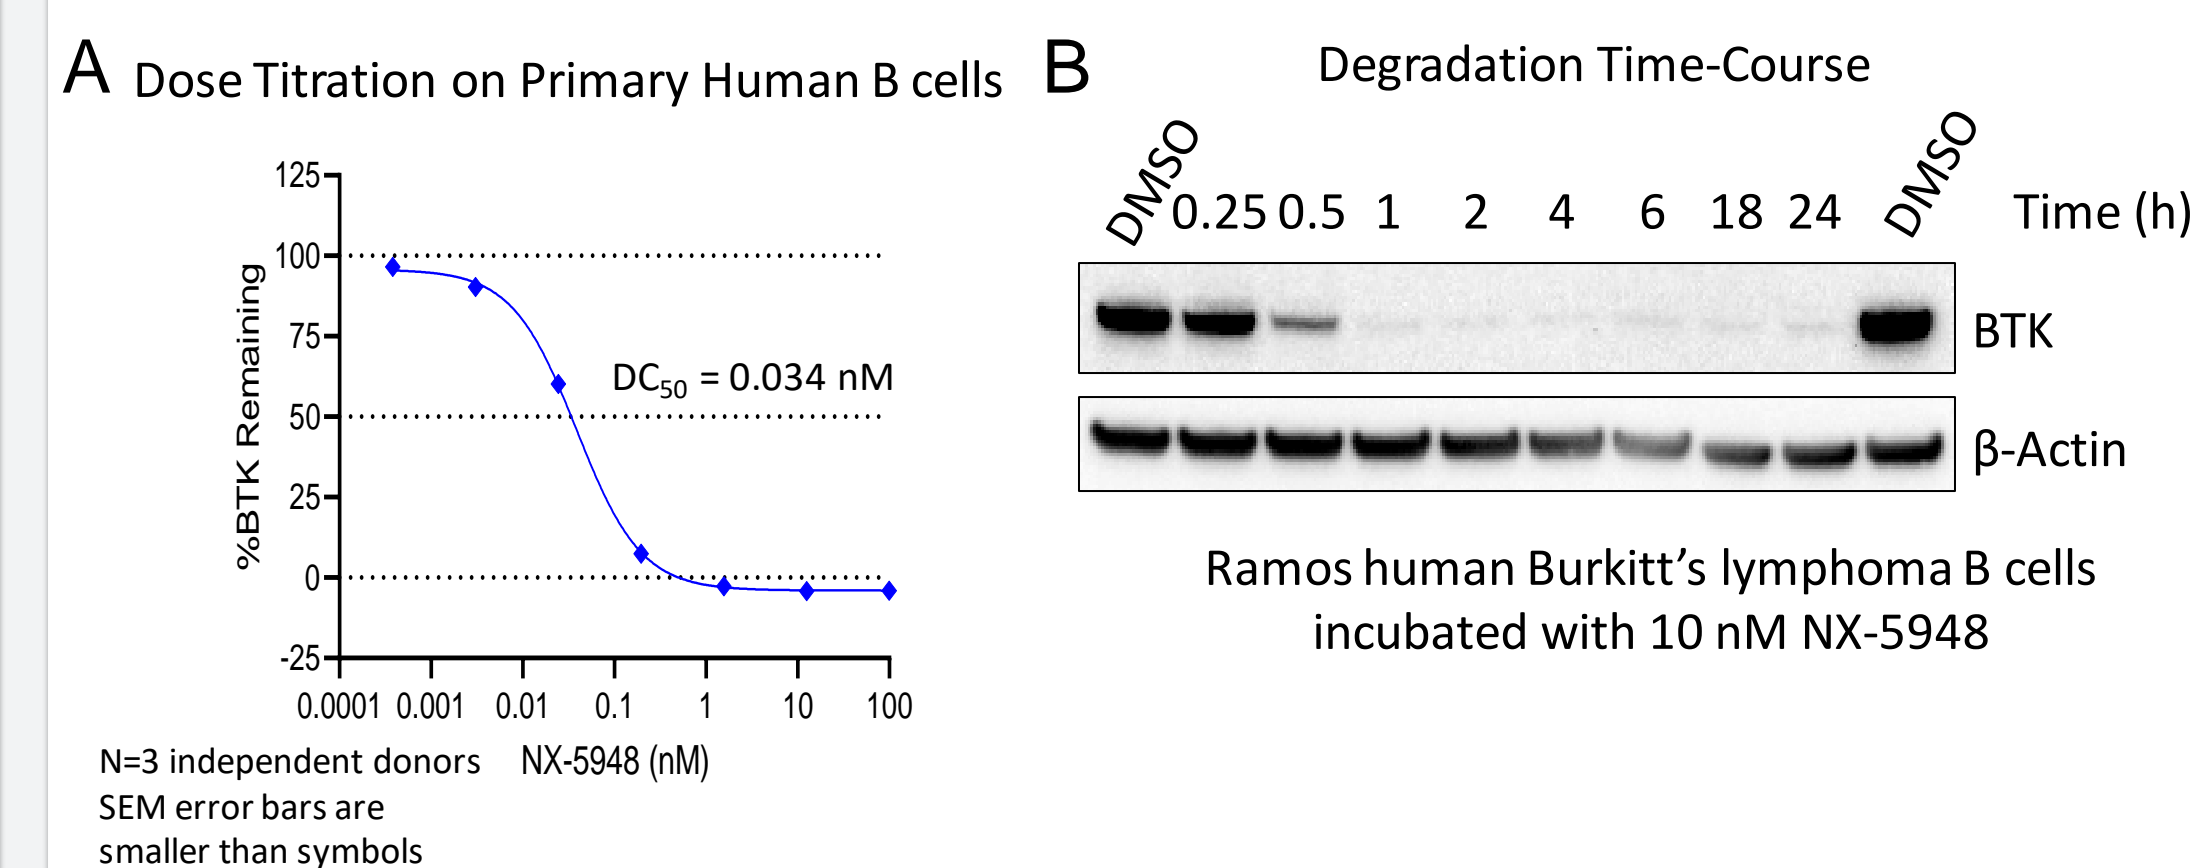 A Dose Titration on Primary Human B cells
125
100
75
50
25
0
-25
%BTK Remaining
DC50 = 0.034 nM
0.0001 0.001 0.01 0.1 1 10 100
NX-5948 (nM)
N=3 independent donors
SEM error bars are
smaller than symbols
B Degradation Time-Course
DMSO 0.25 0.5 1 2 4 6 18 24 DMSO Time (h)
BTK
β-Actin
Ramos human Burkitt’s lymphoma B cells
incubated with 10 nM NX-5948